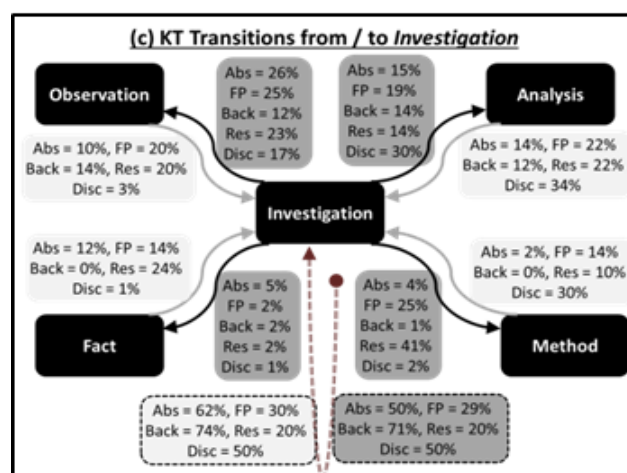 (c) KT Transitions from / to Investigation
Observation
Abs = 26%
FP = 25%
Back = 12%
Res = 23%
Disc = 17%
Abs = 15%
FP = 19%
Back = 14%
Res = 14%
Disc = 30%
Analysis
Abs = 10%, FP = 20%
Back = 14%, Res = 20%
Disc = 3%
Abs = 14%, FP = 22%
Back = 12%, Res = 22%
Disc = 34%
Investigation
Abs = 12%, FP = 14%
Back = 0%, Res = 24%
Disc = 1%
Abs = 2%, FP = 14%
Back = 0%, Res = 10%
Disc = 30%
Fact
Abs = 5%
FP = 2%
Back = 2%
Res = 2%
Disc = 1%
Abs = 4%
FP = 25%
Back = 1%
Res = 41%
Disc = 2%
Method
Abs = 62%, FP = 30%
Back = 74%, Res = 20%
Disc = 50%
Abs = 50%, FP = 29%
Back = 71%, Res = 20%
Disc = 50%